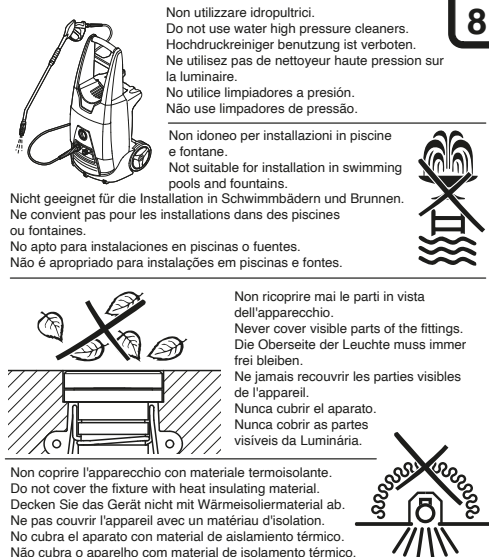 8
Non utilizzare idropultrici.
Do not use water high pressure cleaners.
Hochdruckreiniger benutzung ist verboten.
Ne utilisez pas de nettoyeur haute pression sur
la luminaire.
No utilice limpiadores a presión.
Não use limpadores de pressão.
Non idoneo per installazioni in piscine
e fontane.
Not suitable for installation in swimming
pools and fountains.
Nicht geeignet für die Installation in Schwimmbädern und Brunnen.
Ne convient pas pour les installations dans des piscines
ou fontaines.
No apto para instalaciones en piscinas o fuentes.
Não é apropriado para instalações em piscinas e fontes.
Non ricoprire mai le parti in vista
dell'apparecchio.
Never cover visible parts of the fittings.
Die Oberseite der Leuchte muss immer
frei bleiben.
Ne jamais recouvrir les parties visibles
de l'appareil.
Nunca cubrir el aparato.
Nunca cobrir as partes
visíveis da Luminária.
Non coprire l'apparecchio con materiale termoisolante.
Do not cover the fixture with heat insulating material.
Decken Sie das Gerät nicht mit Wärmeisoliermaterial ab.
Ne pas couvrir l'appareil avec un matériau d'isolation.
No cubra el aparato con material de aislamiento térmico.
Não cubra o aparelho com material de isolamento térmico.